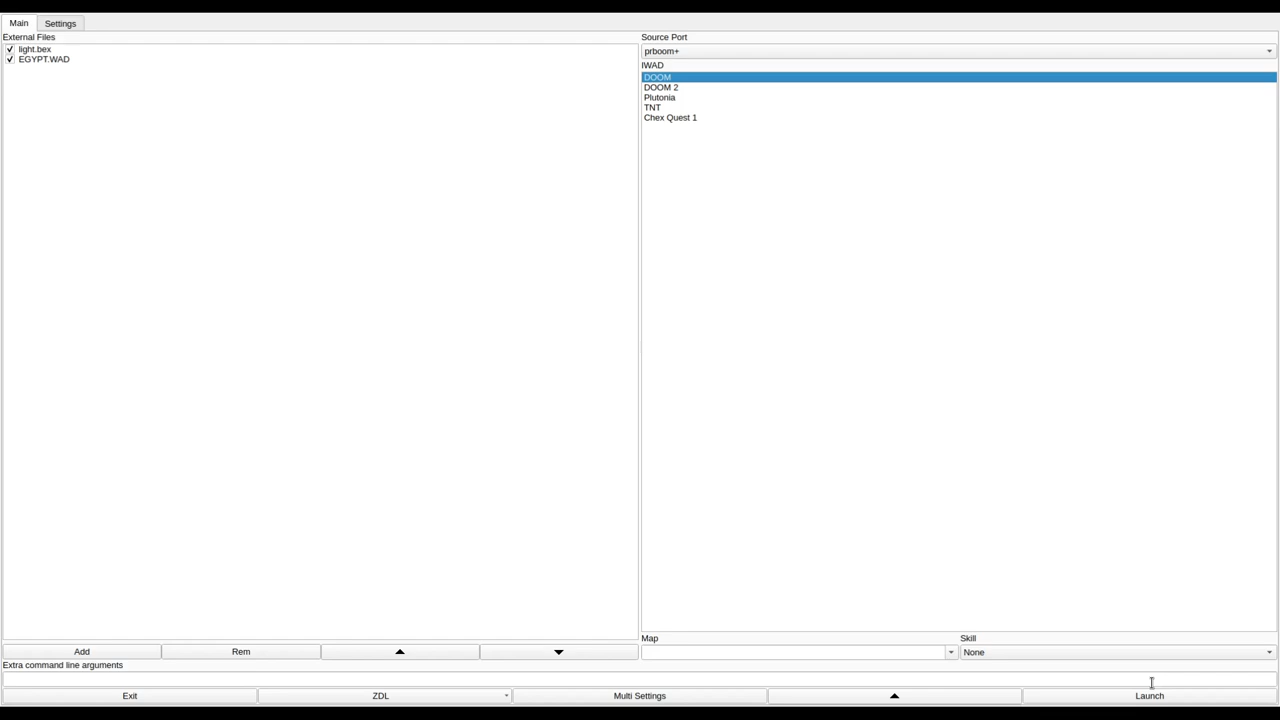 Main Settings
External Files
light.bex
EGYPT.WAD
Source Port
prboom+
IWAD
DOOM
DOOM 2
Plutonia
TNT
Chex Quest 1
Map Skill
None
Add Rem
Extra command line arguments
Exit ZDL Multi Settings Launch